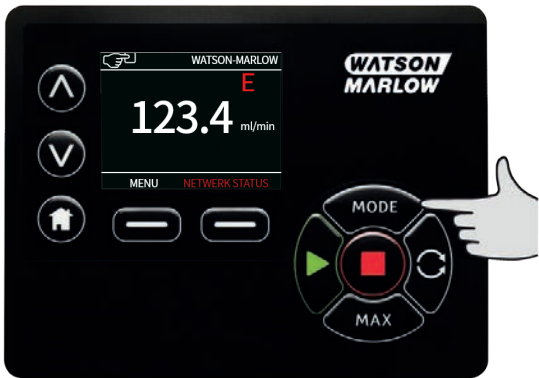 WATSON-MARLOW
E
123.4 ml/min
MENU NETWERK STATUS
WATSON
MARLOW
MODE
MAX